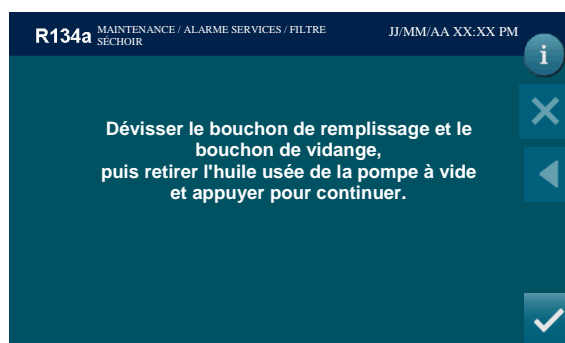 R134a MAINTENANCE / ALARME SERVICES / FILTRE SÉCHOIR JJ/MM/AA XX:XX PM
i
Dévisser le bouchon de remplissage et le
bouchon de vidange,
puis retirer l'huile usée de la pompe à vide
et appuyer pour continuer.